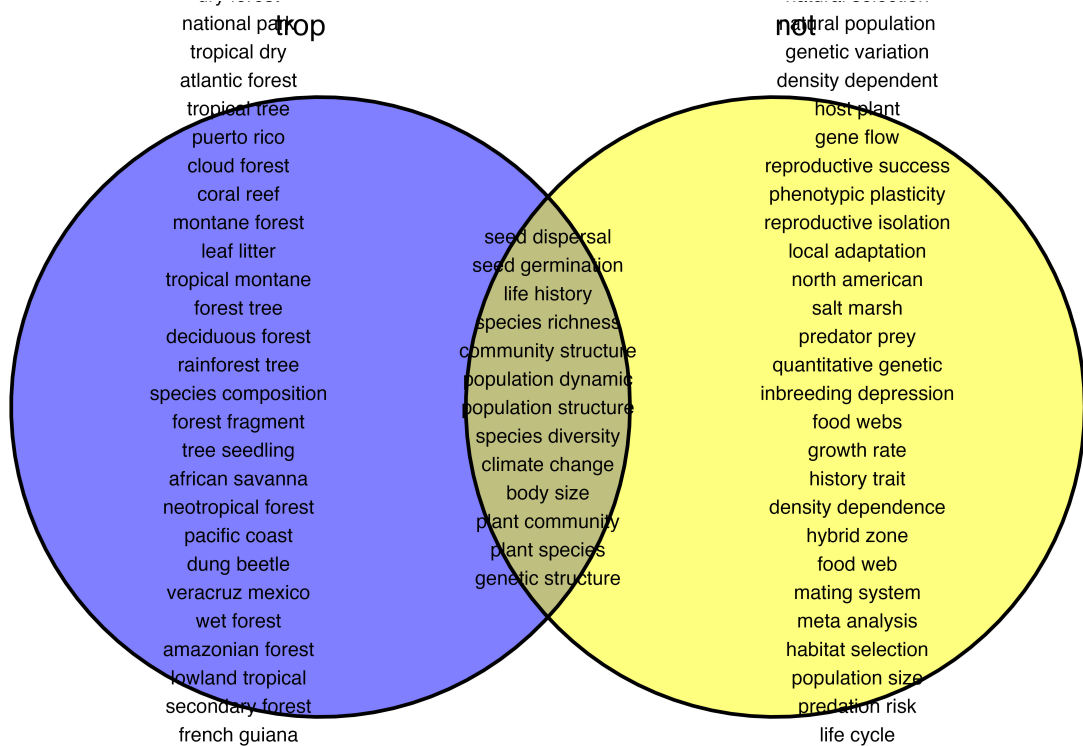 trop
dry forest
national park
tropical dry
atlantic forest
tropical tree
puerto rico
cloud forest
coral reef
montane forest
leaf litter
tropical montane
forest tree
deciduous forest
rainforest tree
species composition
forest fragment
tree seedling
african savanna
neotropical forest
pacific coast
dung beetle
veracruz mexico
wet forest
amazonian forest
lowland tropical
secondary forest
french guiana
seed dispersal
seed germination
life history
species richness
community structure
population dynamic
population structure
species diversity
climate change
body size
plant community
plant species
genetic structure
not
natural selection
natural population
genetic variation
density dependent
host plant
gene flow
reproductive success
phenotypic plasticity
reproductive isolation
local adaptation
north american
salt marsh
predator prey
quantitative genetic
inbreeding depression
food webs
growth rate
history trait
density dependence
hybrid zone
food web
mating system
meta analysis
habitat selection
population size
predation risk
life cycle